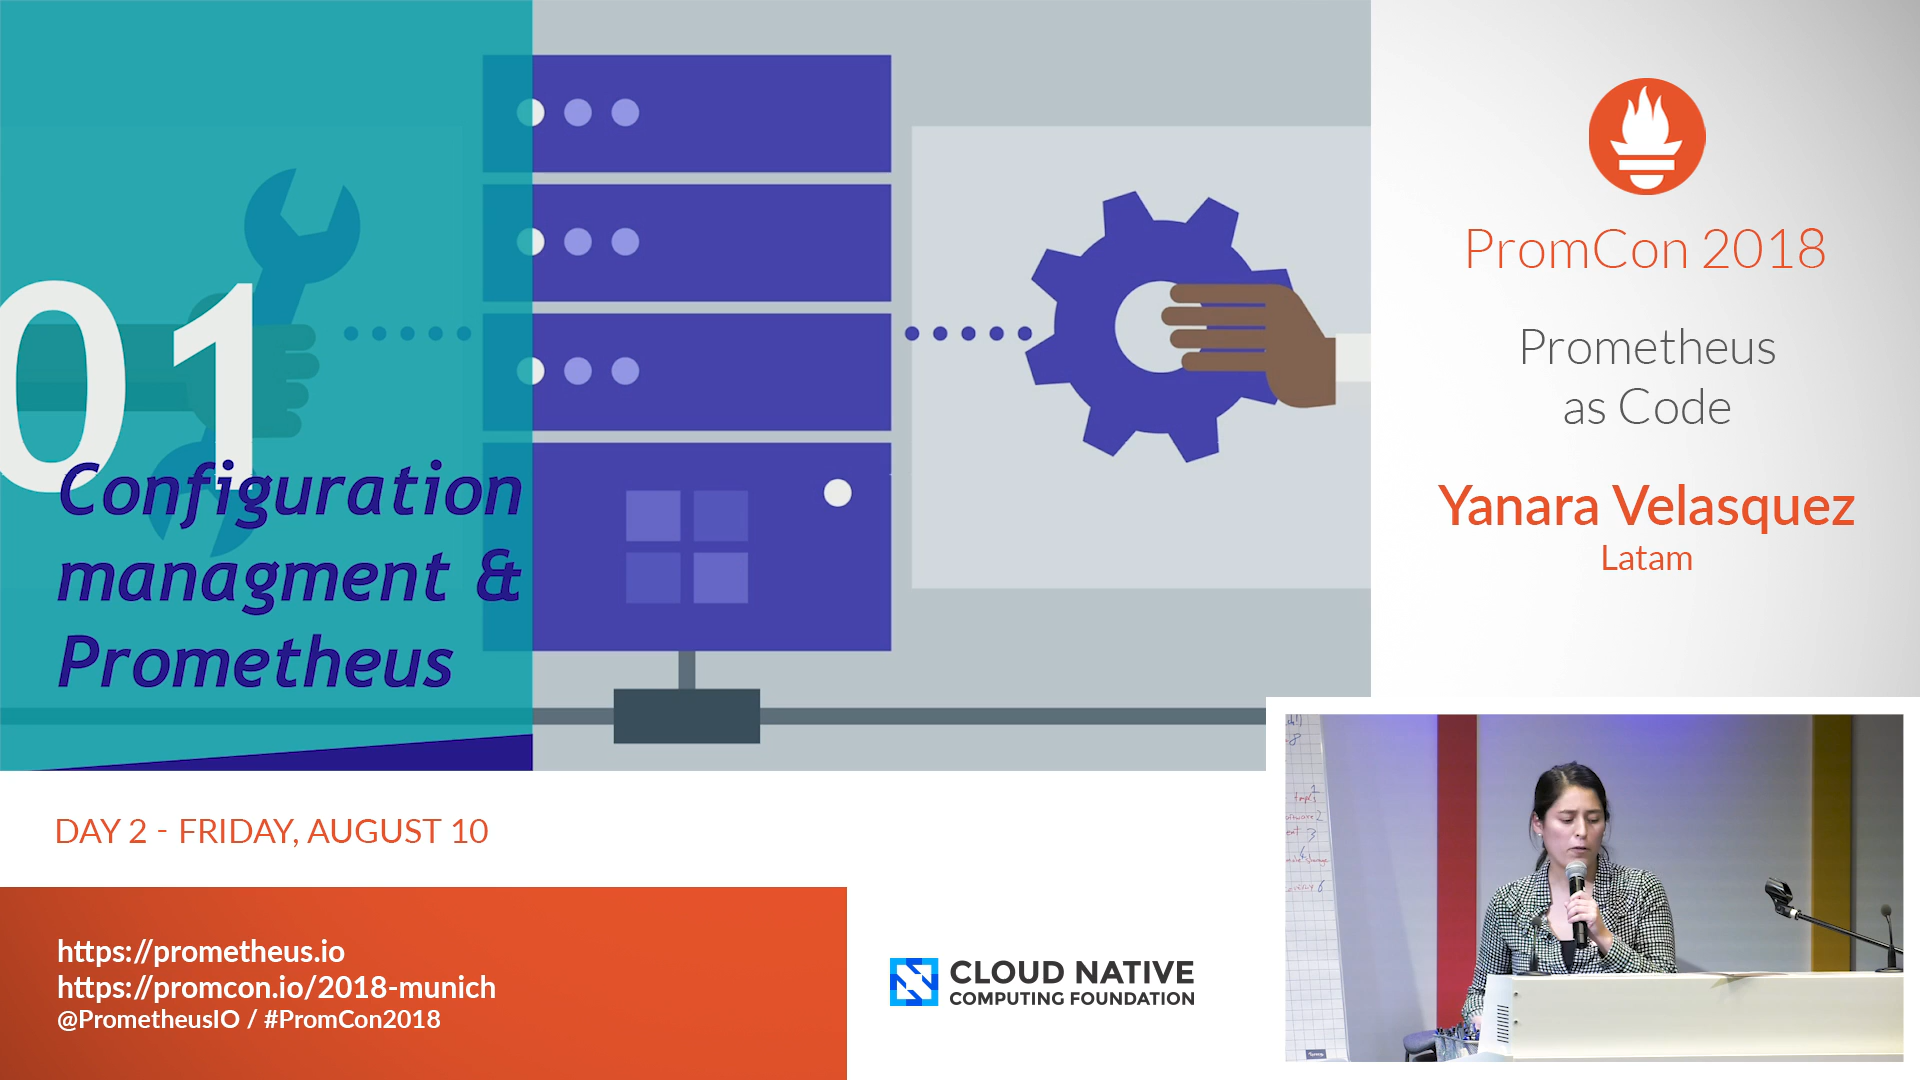 01
Configuration
managment &
Prometheus
PromCon 2018
Prometheus
as Code
Yanara Velasquez
Latam
DAY 2 - FRIDAY, AUGUST 10
https://prometheus.io
https://promcon.io/2018-munich
@PrometheusIO / #PromCon2018
CLOUD NATIVE
COMPUTING FOUNDATION